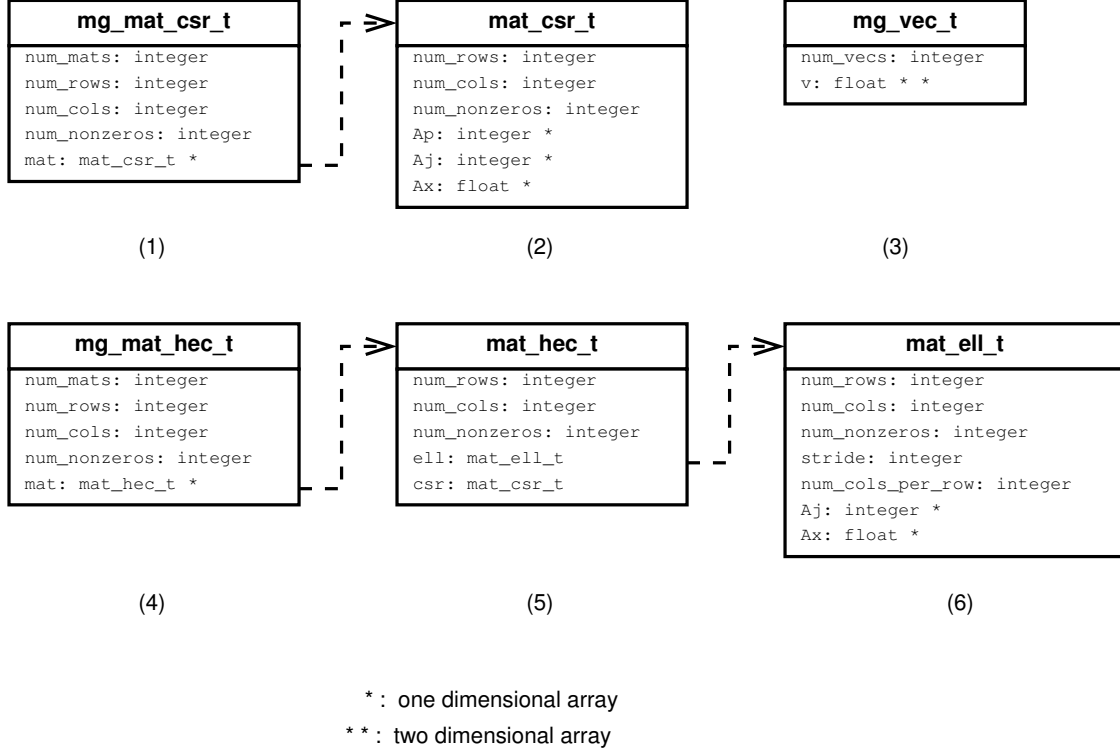 mg_mat_csr_t
num_mats: integer
num_rows: integer
num_cols: integer
num_nonzeros: integer
mat: mat_csr_t *
(1)
mat_csr_t
num_rows: integer
num_cols: integer
num_nonzeros: integer
Ap: integer *
Aj: integer *
Ax: float *
(2)
mg_vec_t
num_vecs: integer
v: float * *
(3)
mg_mat_hec_t
num_mats: integer
num_rows: integer
num_cols: integer
num_nonzeros: integer
mat: mat_hec_t *
(4)
mat_hec_t
num_rows: integer
num_cols: integer
num_nonzeros: integer
ell: mat_ell_t
csr: mat_csr_t
(5)
mat_ell_t
num_rows: integer
num_cols: integer
num_nonzeros: integer
stride: integer
num_cols_per_row: integer
Aj: integer *
Ax: float *
(6)
* : one dimensional array
* * : two dimensional array